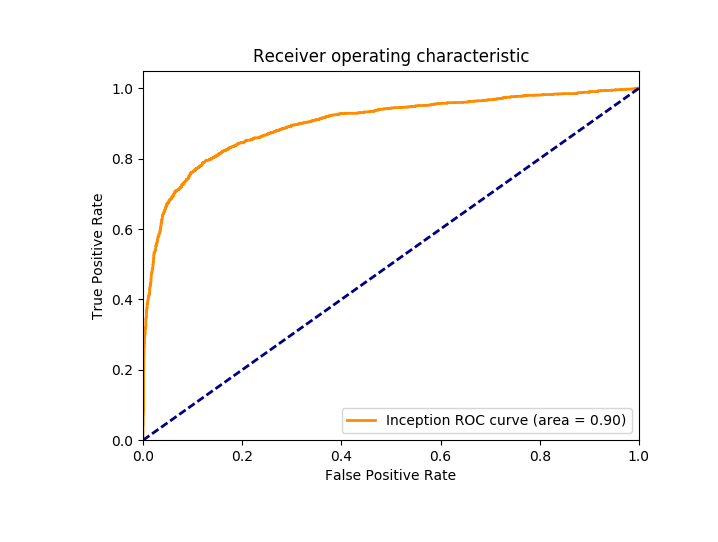 Receiver operating characteristic
True Positive Rate
1.0
0.8
0.6
0.4
0.2
0.0
Inception ROC curve (area = 0.90)
0.0 0.2 0.4 0.6 0.8 1.0
False Positive Rate